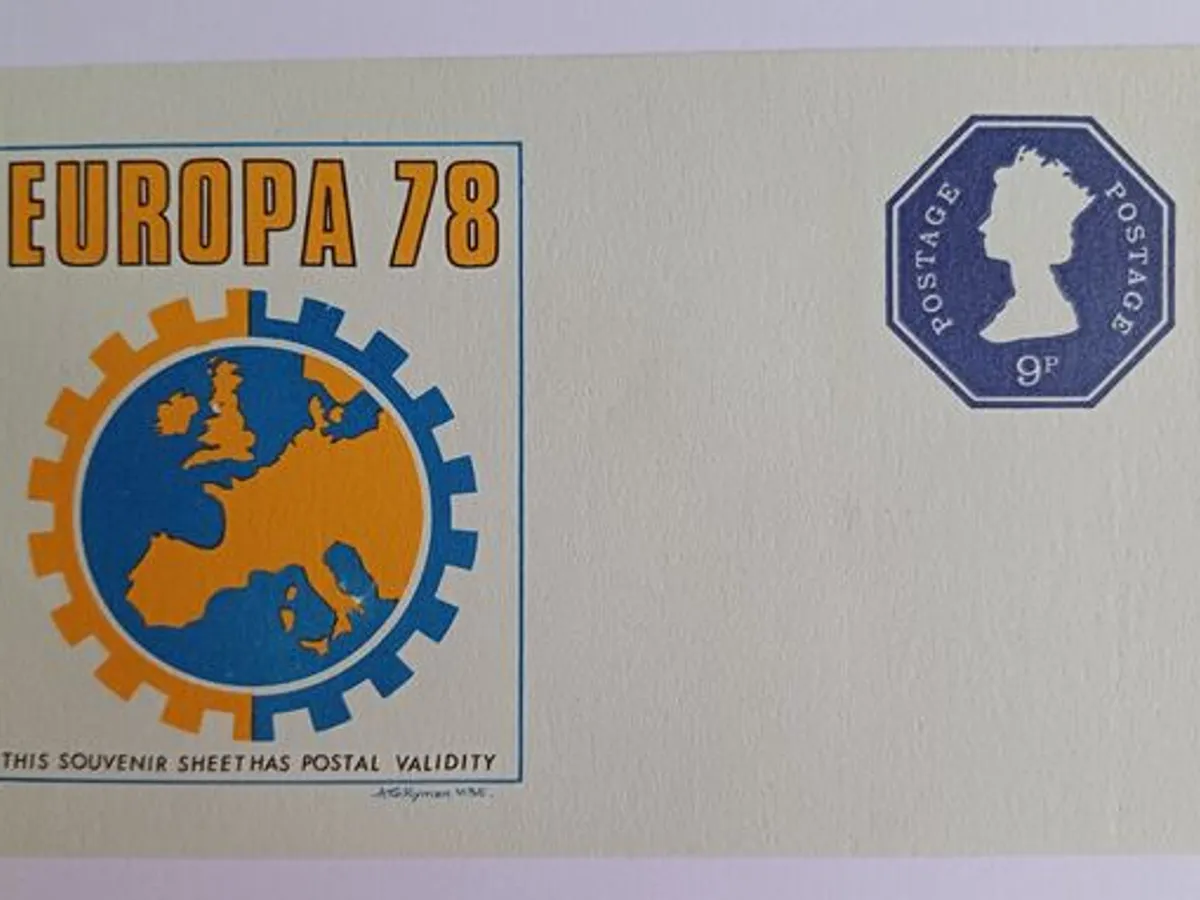 EUROPA 78
POSTAGE
POSTAGE
9P
THIS SOUVENIR SHEET HAS POSTAL VALIDITY